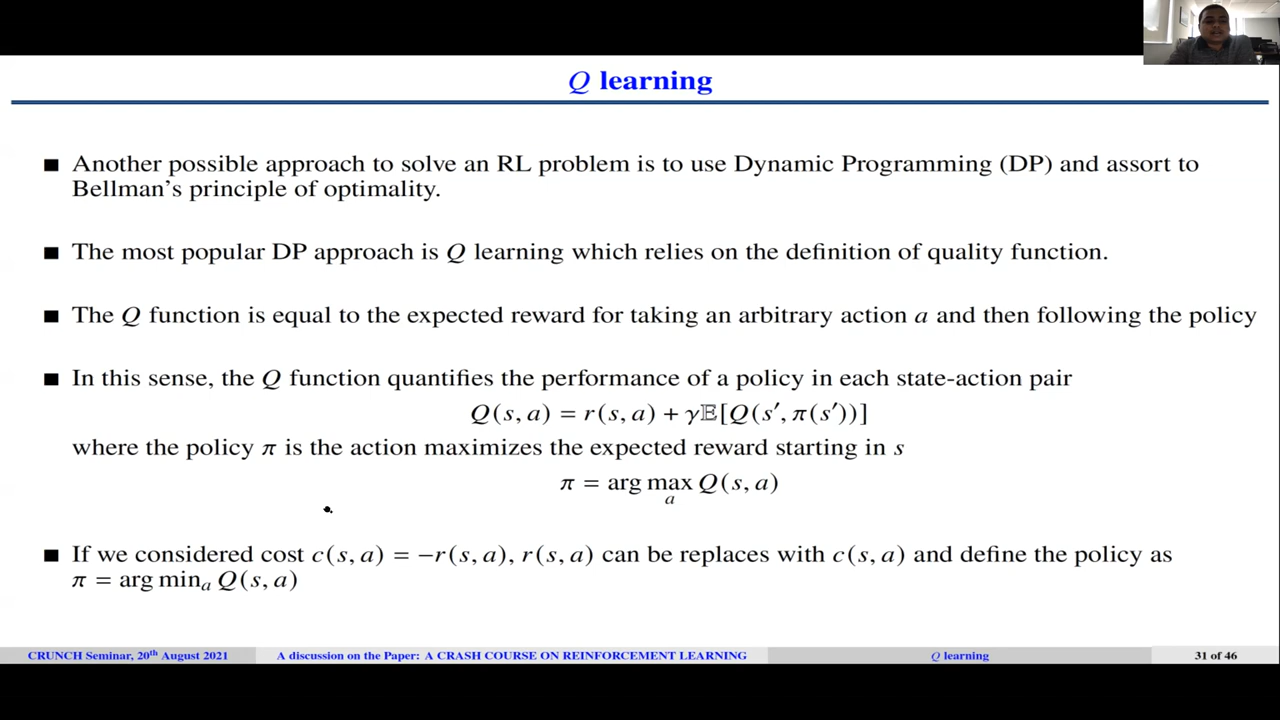 Q learning
■ Another possible approach to solve an RL problem is to use Dynamic Programming (DP) and assort to
Bellman's principle of optimality.
■ The most popular DP approach is Q learning which relies on the definition of quality function.
■ The Q function is equal to the expected reward for taking an arbitrary action a and then following the policy
■ In this sense, the Q function quantifies the performance of a policy in each state-action pair
Q(s, a) = r(s, a) + γ𝔼[Q(s′, π(s′))]
where the policy π is the action maximizes the expected reward starting in s
π = arg max Q(s, a)
a
■ If we considered cost c(s, a) = −r(s, a), r(s, a) can be replaces with c(s, a) and define the policy as
π = arg minₐ Q(s, a)
CRUNCH Seminar, 20th August 2021 A discussion on the Paper: A CRASH COURSE ON REINFORCEMENT LEARNING Q learning 31 of 46